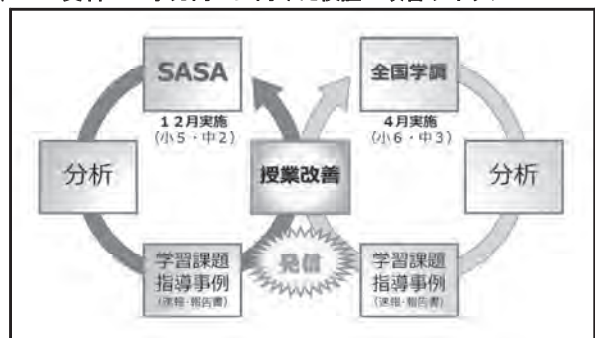 SASA
12月実施
(小5・中2)
分析
学習課題
指導事例
(速報・報告書)
授業改善
発信
全国学調
4月実施
(小6・中3)
分析
学習課題
指導事例
(速報・報告書)